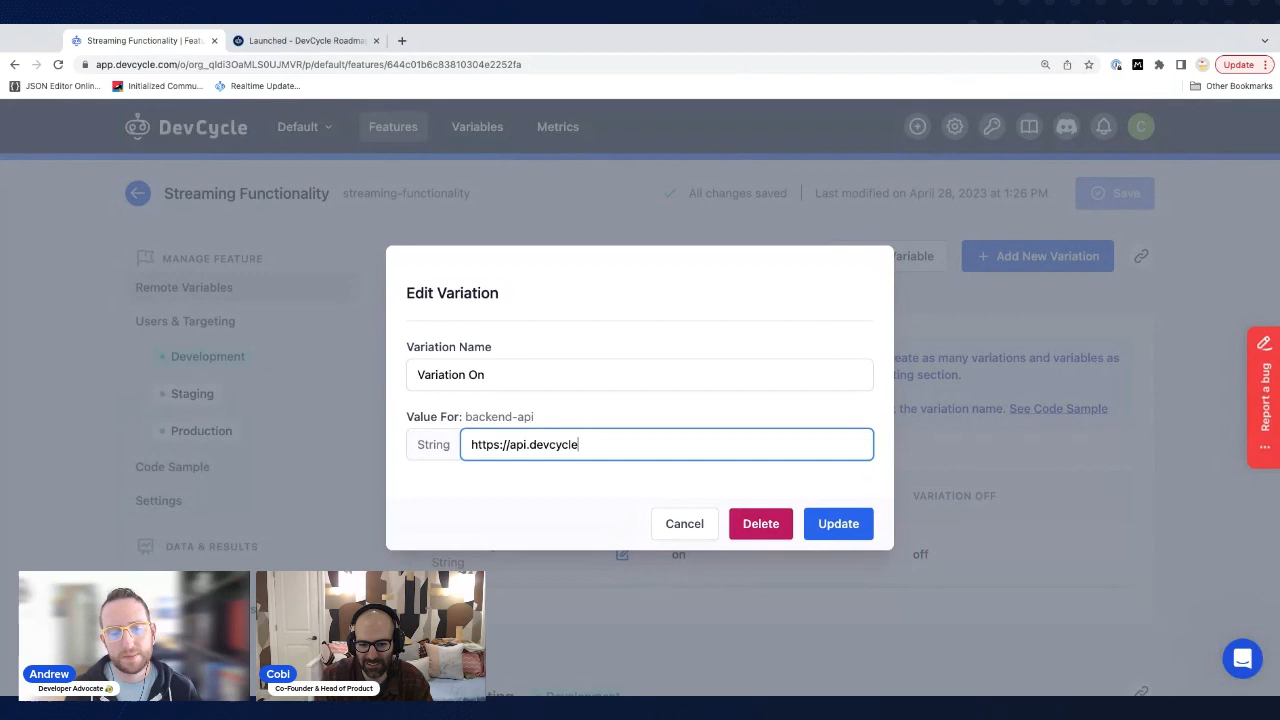 Streaming Functionality | Feat
Launched - DevCycle Roadma
app.devcycle.com/o/org_qldi3OaMLS0UJMVR/p/default/features/644c01b6c83810304e2252fa
Update
JSON Editor Onlin...
Initialized Commu...
Realtime Update...
Other Bookmarks
DevCycle
Default
Features
Variables
Metrics
C
Streaming Functionality
streaming-functionality
All changes saved
Last modified on April 28, 2023 at 1:26 PM
Save
MANAGE FEATURE
Remote Variables
Users & Targeting
Development
Staging
Production
Code Sample
Settings
DATA & RESULTS
ariable
+ Add New Variation
eate as many variations and variables as
ting section.
t the variation name. See Code Sample
VARIATION OFF
String
on
off
Edit Variation
Variation Name
Variation On
Value For: backend-api
String
https://api.devcycle
Cancel
Delete
Update
Report a bug
Andrew
Developer Advocate
Cobi
Co-Founder & Head of Product
Development